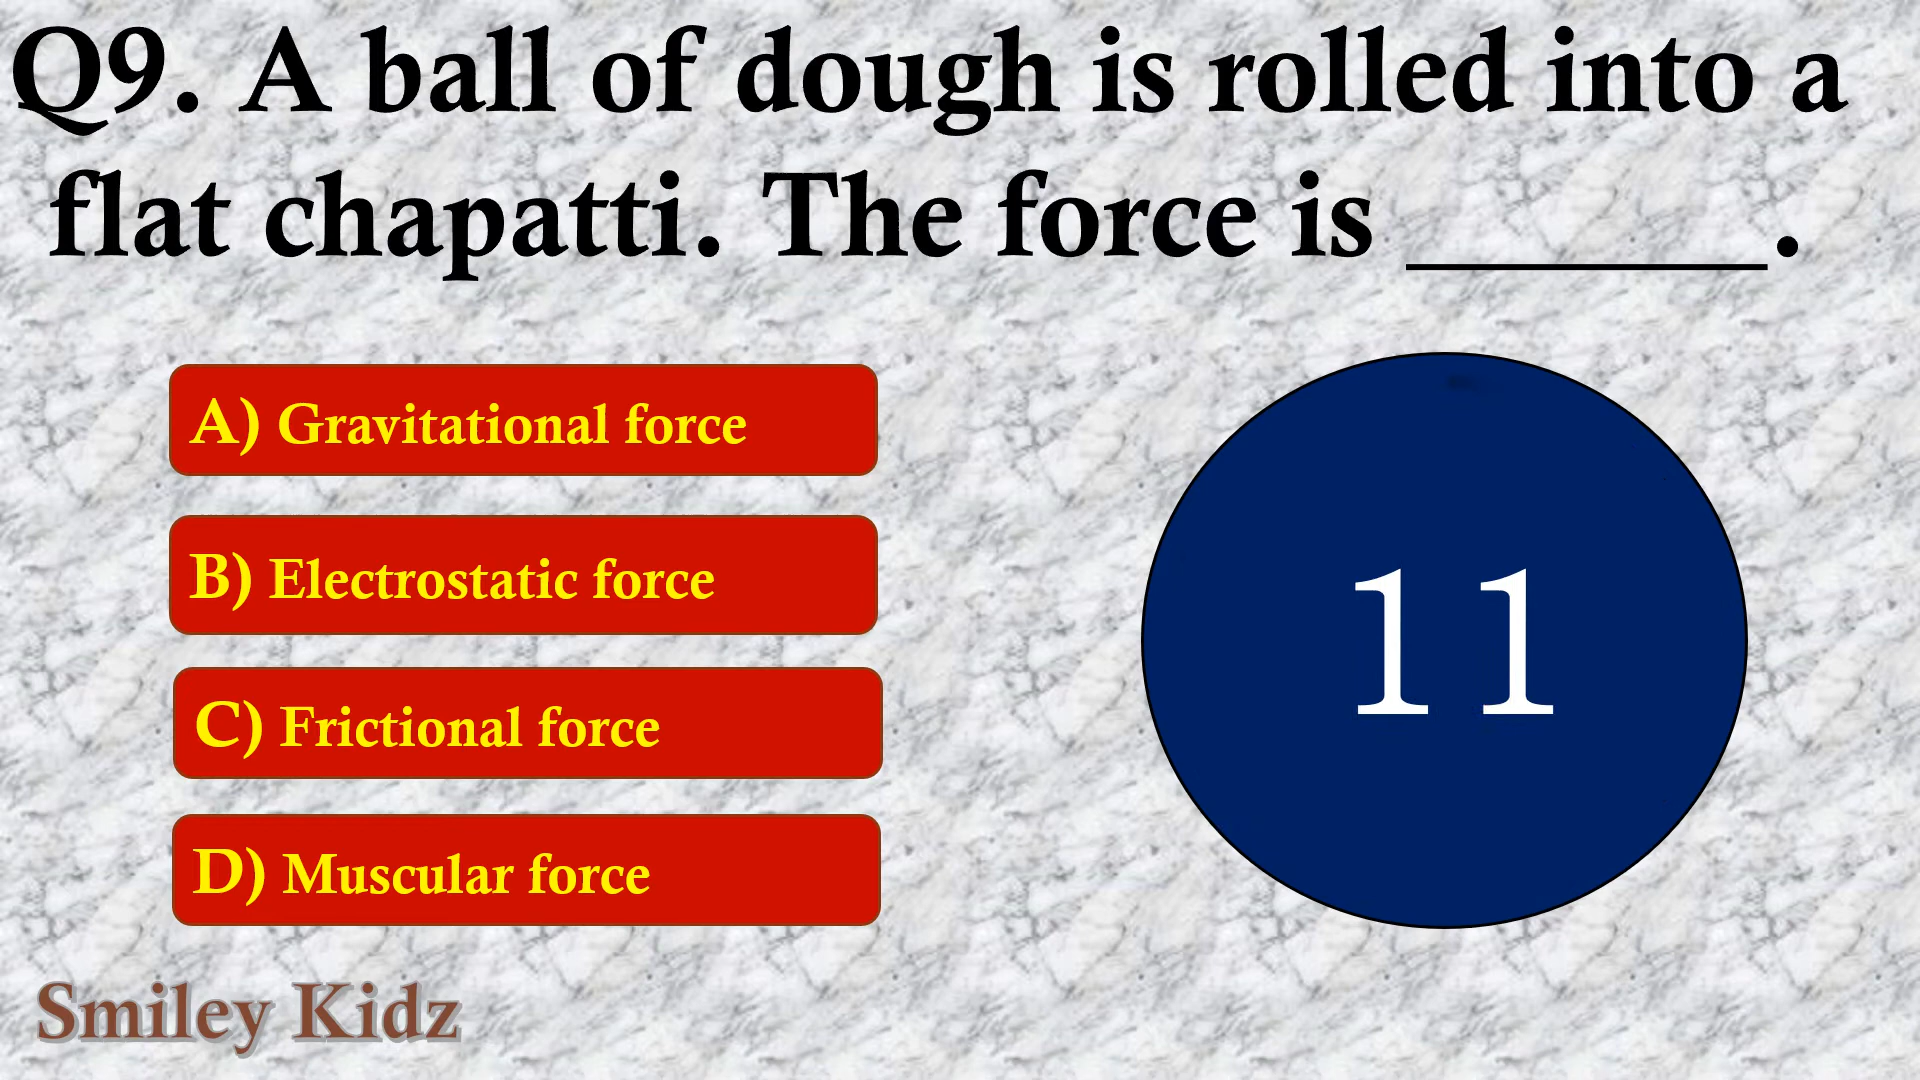 Q9. A ball of dough is rolled into a
flat chapatti. The force is ______.
A) Gravitational force
B) Electrostatic force
11
C) Frictional force
D) Muscular force
Smiley Kidz